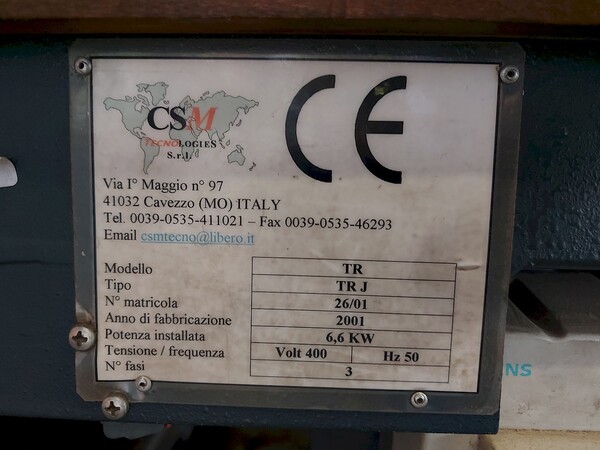 CSM
TECNOLOGIES
S.r.l.
CE
Via I° Maggio n° 97
41032 Cavezzo (MO) ITALY
Tel. 0039-0535-411021 – Fax 0039-0535-46293
Email csmtecno@libero.it
Modello TR
Tipo TR J
N° matricola 26/01
Anno di fabbricazione 2001
Potenza installata 6,6 KW
Tensione / frequenza Volt 400 Hz 50
N° fasi 3
NS